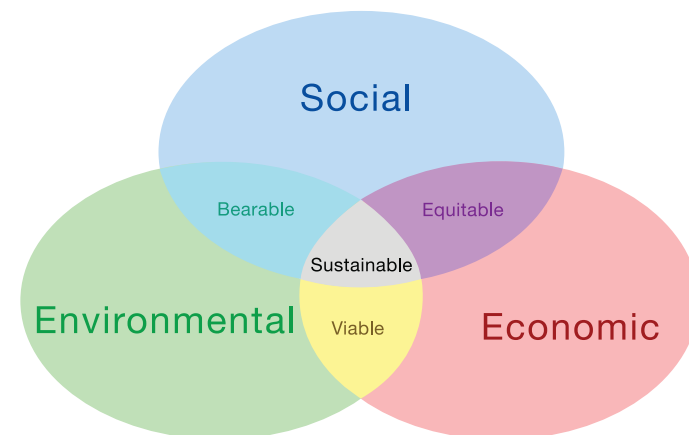 Social
Bearable
Equitable
Sustainable
Environmental
Viable
Economic